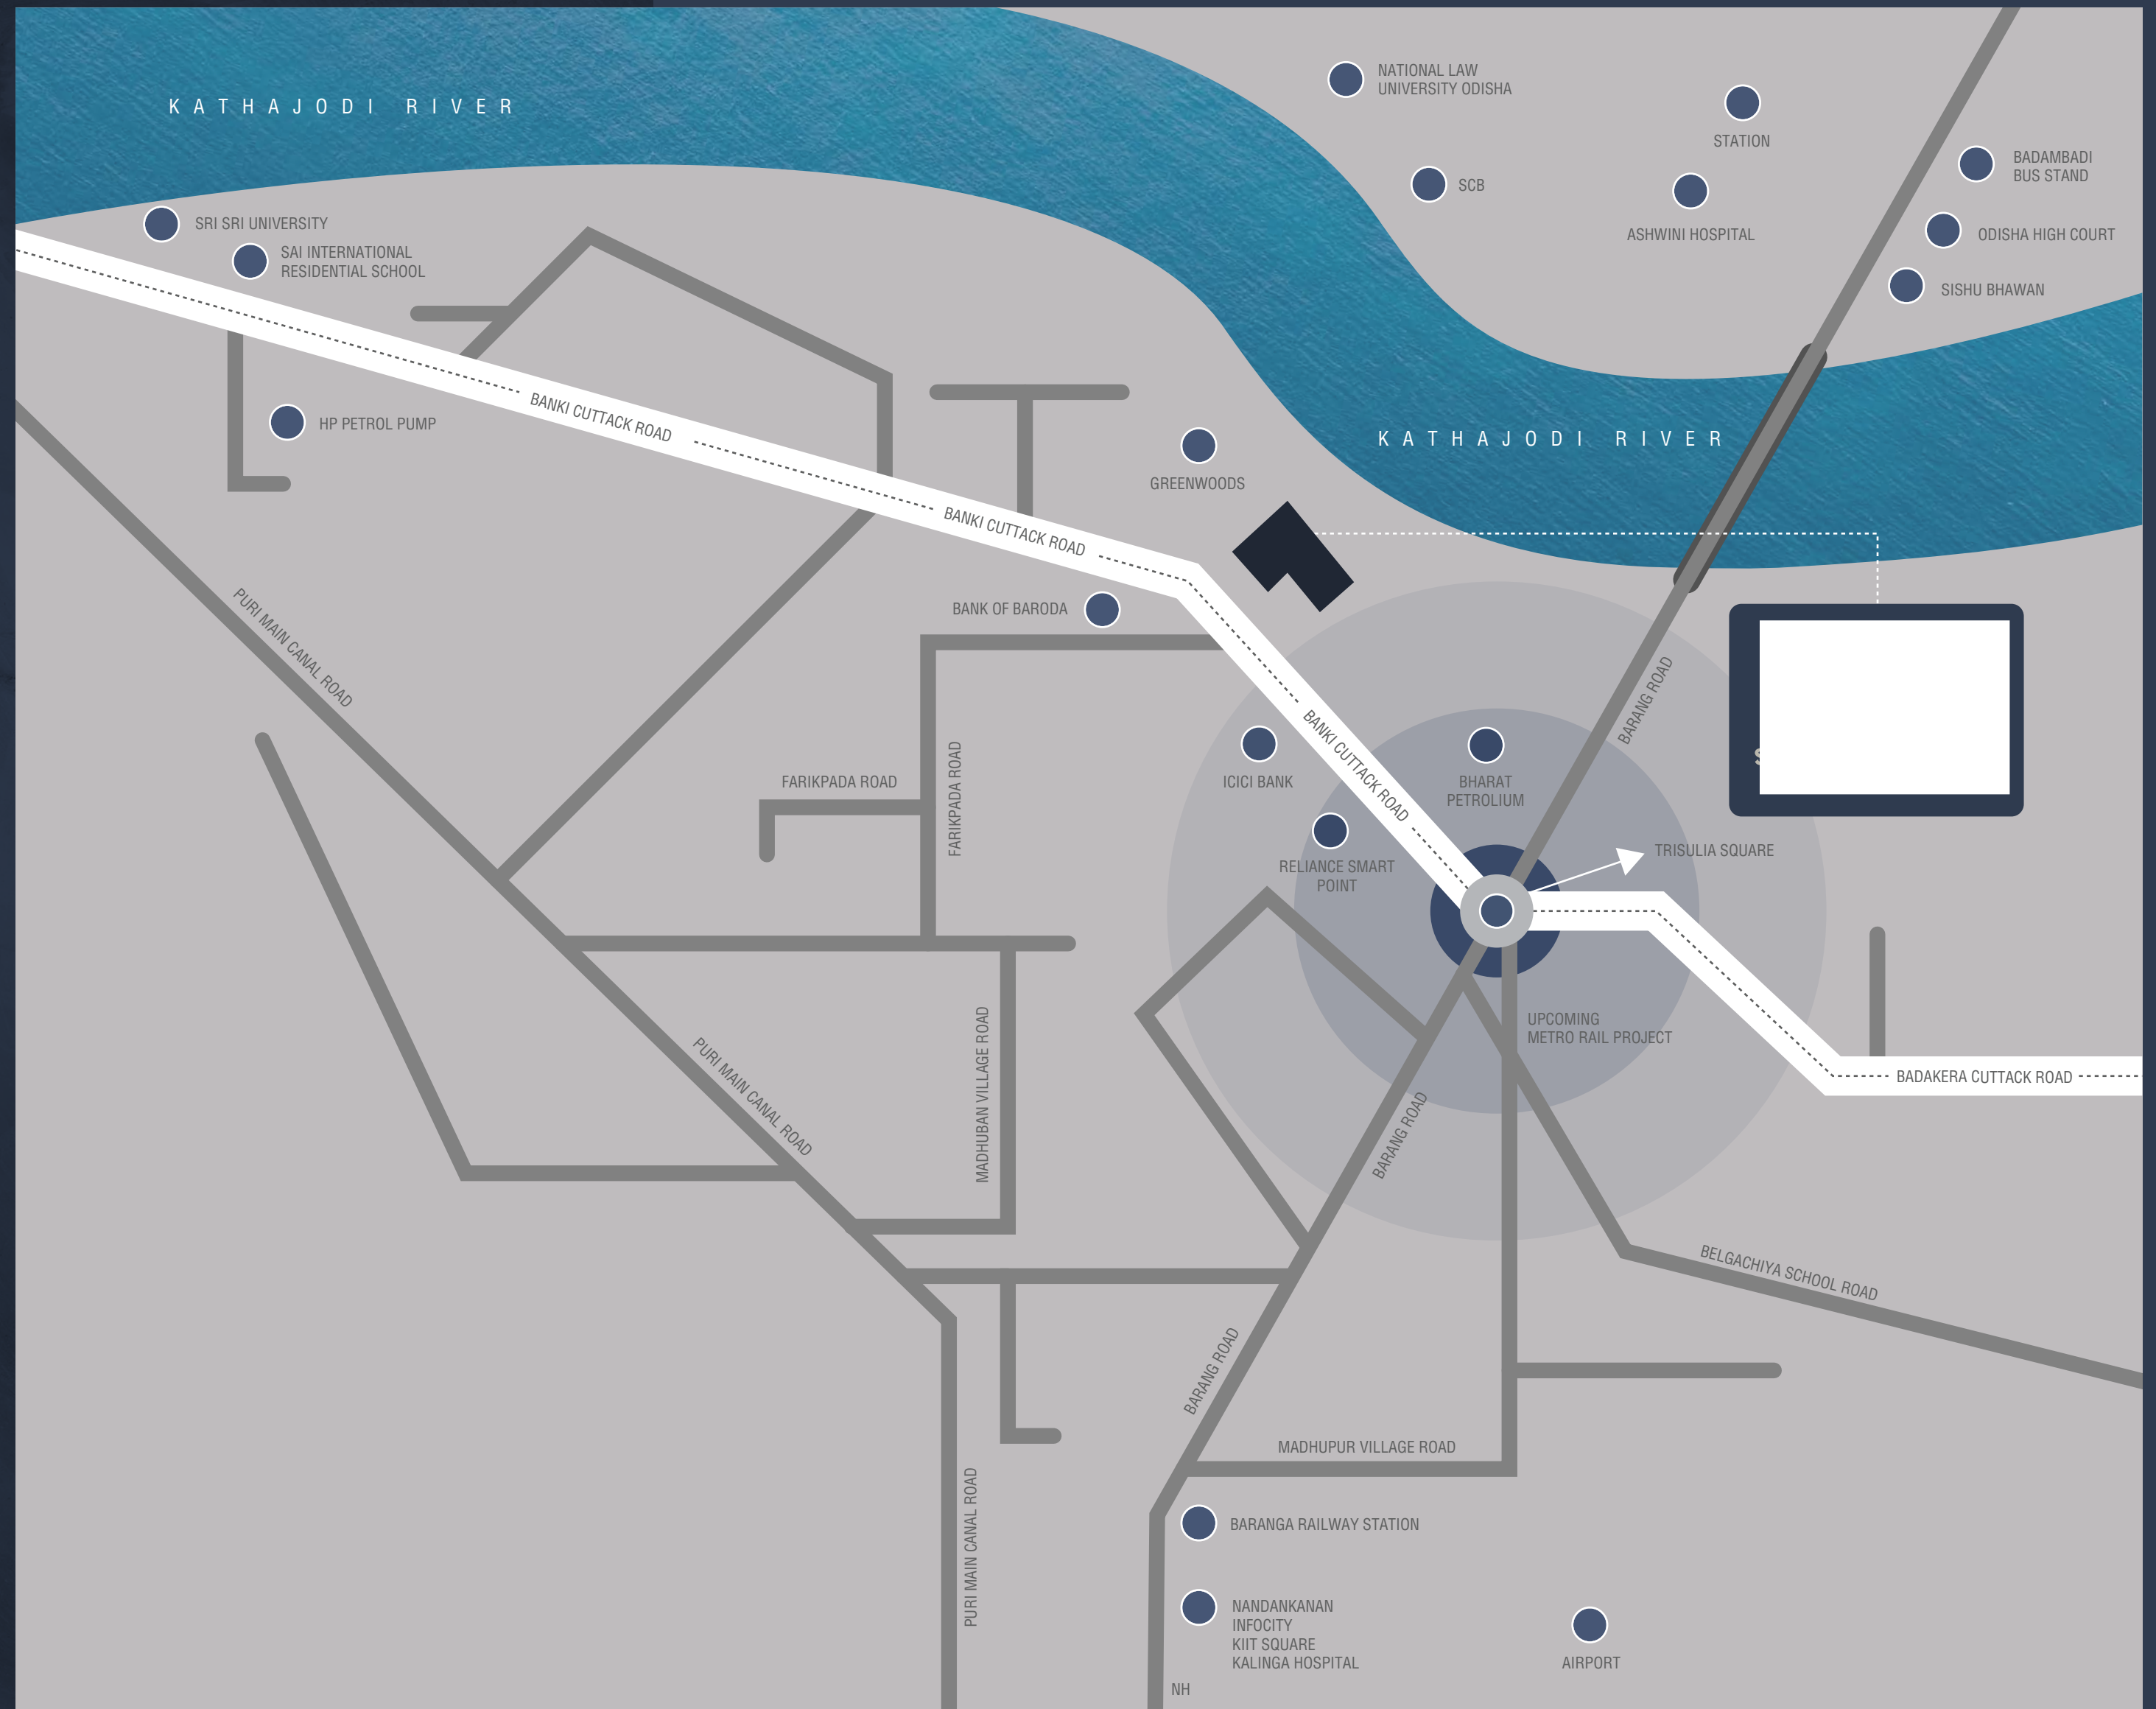 NATIONAL LAW
UNIVERSITY ODISHA
KATHAJODI RIVER
STATION
BADAMBADI
BUS STAND
SCB
SRI SRI UNIVERSITY
ASHWINI HOSPITAL
ODISHA HIGH COURT
SAI INTERNATIONAL
RESIDENTIAL SCHOOL
SISHU BHAWAN
HP PETROL PUMP
BANKI CUTTACK ROAD
KATHAJODI RIVER
GREENWOODS
BANKI CUTTACK ROAD
BANK OF BARODA
PURI MAIN CANAL ROAD
BARANG ROAD
BANKI CUTTACK ROAD
FARIKPADA ROAD
FARIKPADA ROAD
ICICI BANK
BHARAT
PETROLIUM
RELIANCE SMART
POINT
TRISULIA SQUARE
UPCOMING
METRO RAIL PROJECT
BADAKERA CUTTACK ROAD
PURI MAIN CANAL ROAD
MADHUBAN VILLAGE ROAD
BARANG ROAD
BELGACHIYA SCHOOL ROAD
BARANG ROAD
MADHUPUR VILLAGE ROAD
PURI MAIN CANAL ROAD
BARANGA RAILWAY STATION
NANDANKANAN
INFOCITY
KIIT SQUARE
KALINGA HOSPITAL
AIRPORT
NH